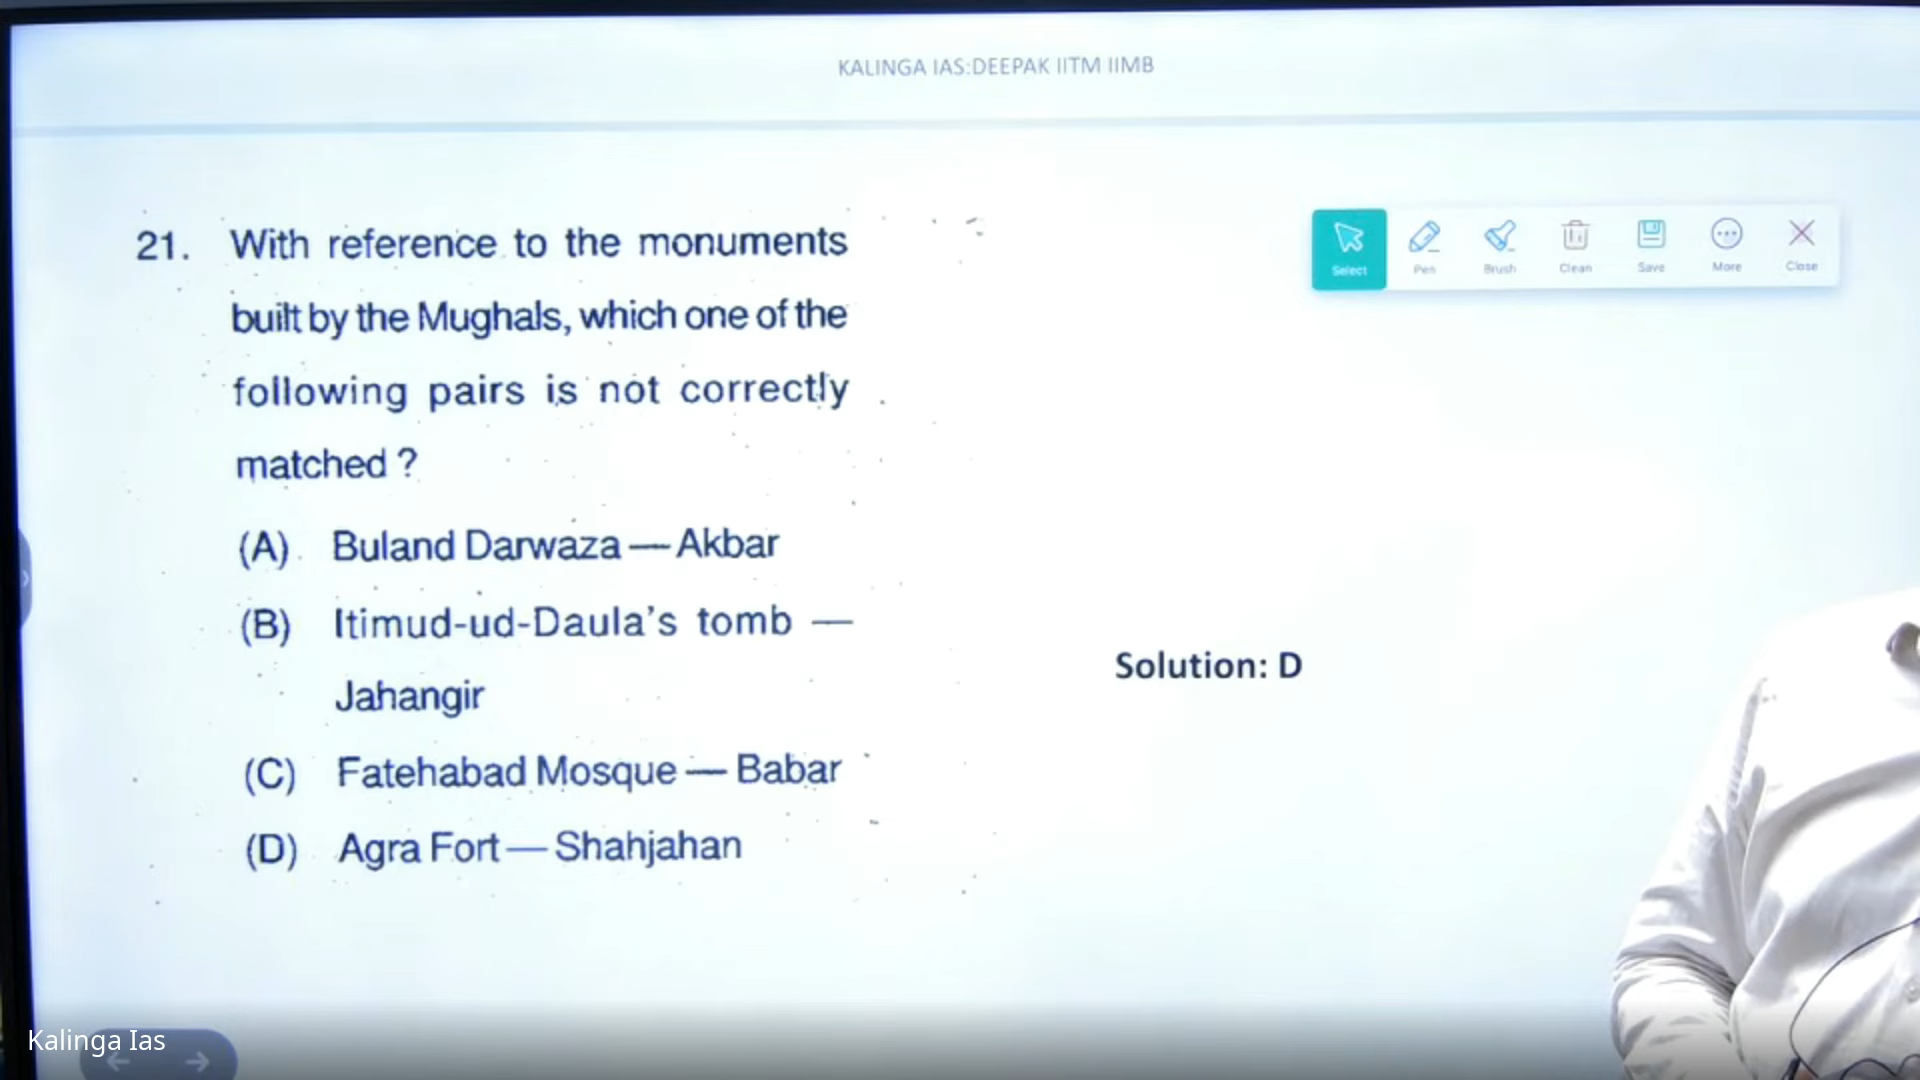 KALINGA IAS:DEEPAK IITM IIMB
21. With reference to the monuments
built by the Mughals, which one of the
following pairs is not correctly
matched ?
(A) Buland Darwaza — Akbar
(B) Itimud-ud-Daula's tomb —
Jahangir
(C) Fatehabad Mosque — Babar
(D) Agra Fort — Shahjahan
Select Pen Brush Clean Save More Close
Solution: D
Kalinga Ias